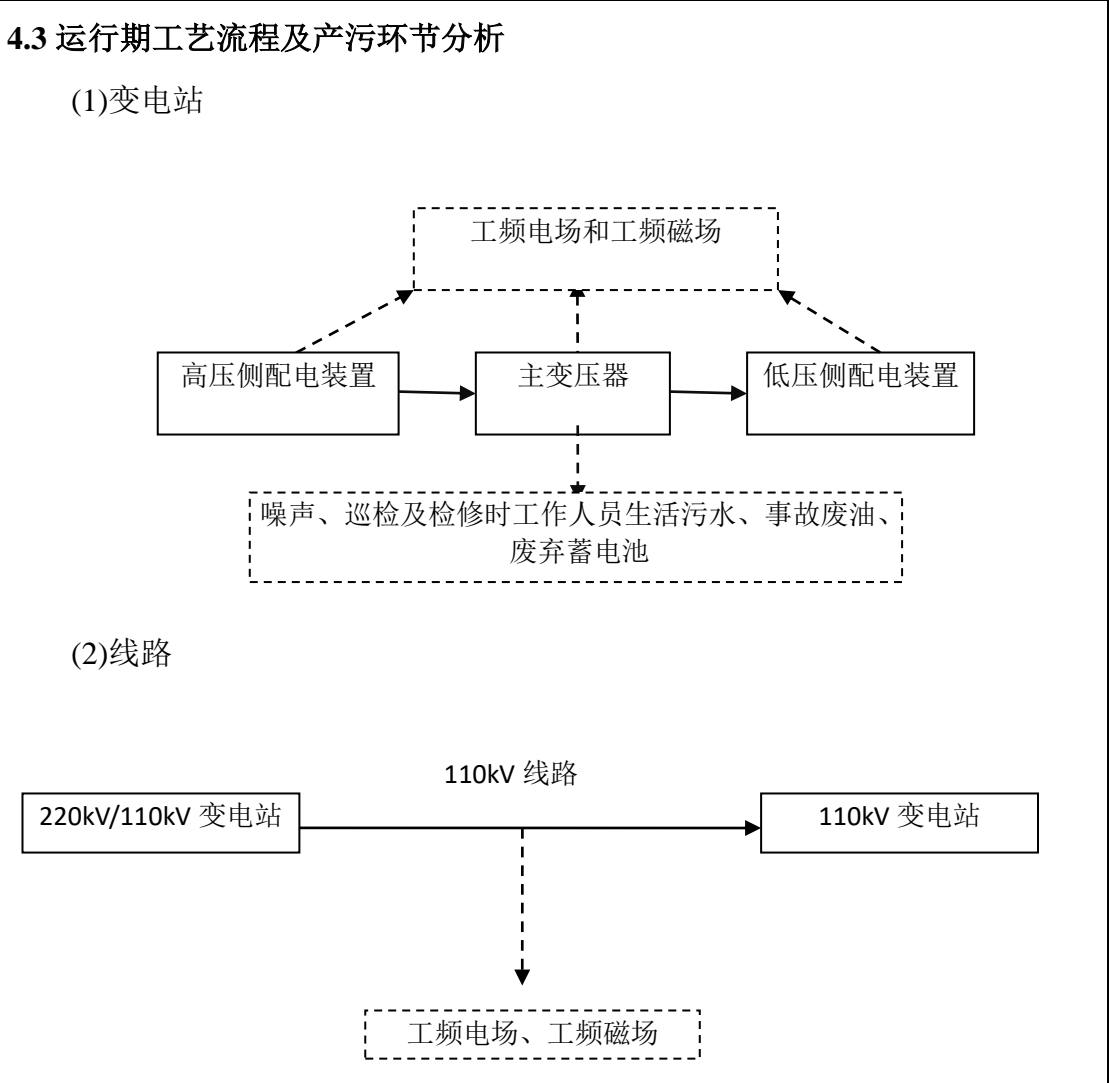 4.3 运行期工艺流程及产污环节分析
(1)变电站
工频电场和工频磁场
高压侧配电装置
主变压器
低压侧配电装置
噪声、巡检及检修时工作人员生活污水、事故废油、
废弃蓄电池
(2)线路
110kV 线路
220kV/110kV 变电站
110kV 变电站
工频电场、工频磁场